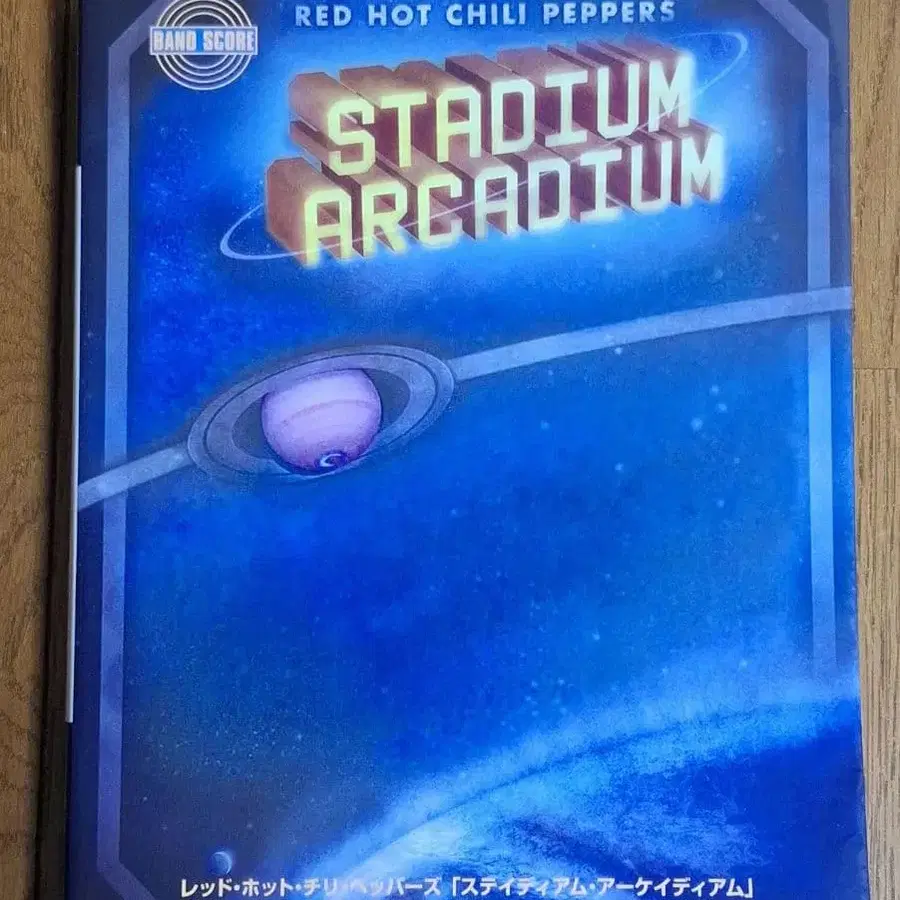 RED HOT CHILI PEPPERS
BAND SCORE
STADIUM
ARCADIUM
レッド・ホット・チリ・ペッパーズ「ステイディアム・アーケイディアム」